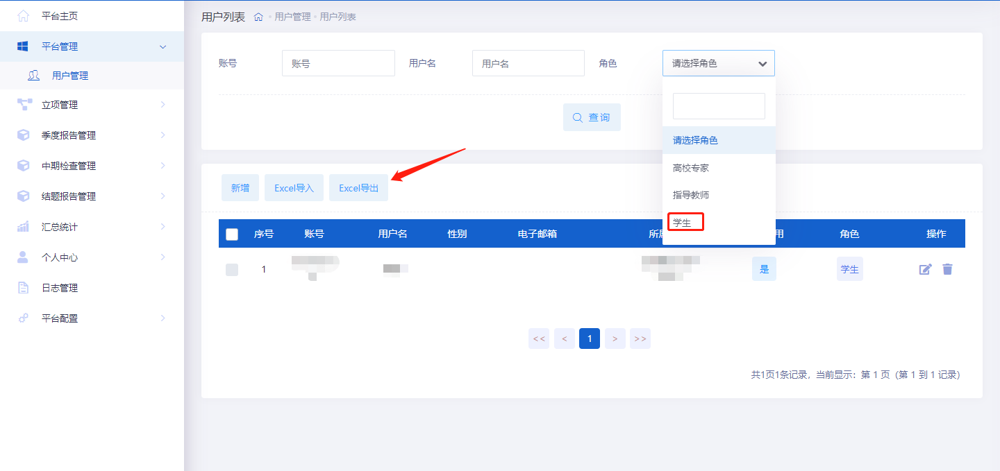 平台主页
平台管理
用户管理
立项管理
季度报告管理
中期检查管理
结题报告管理
汇总统计
个人中心
日志管理
平台配置
用户列表 用户管理 用户列表
账号 账号 用户名 用户名 角色 请选择角色
查询
请选择角色
高校专家
指导教师
学生
新增 Excel导入 Excel导出
序号 账号 用户名 性别 电子邮箱 所 用 角色 操作
1 是 学生
<< < 1 > >>
共1页1条记录，当前显示：第 1 页（第 1 到 1 记录）